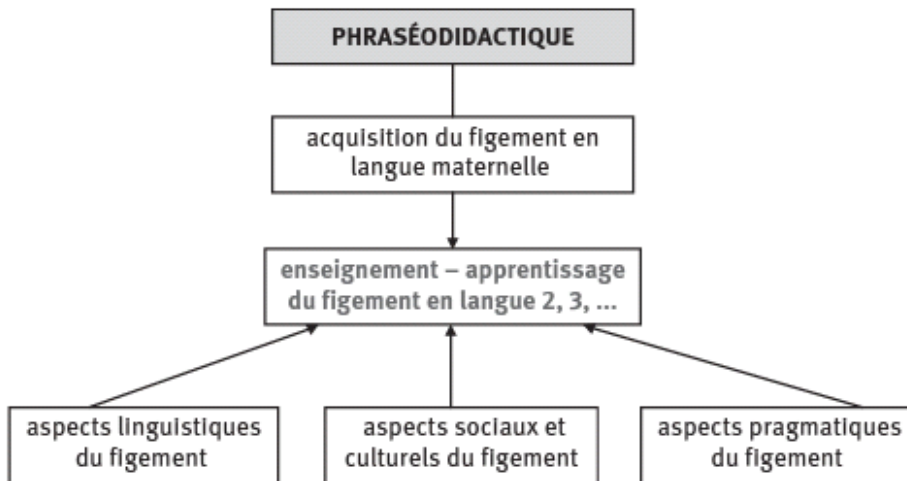 PHRASÉODIDACTIQUE
acquisition du figement en
langue maternelle
enseignement – apprentissage
du figement en langue 2, 3, ...
aspects linguistiques
du figement
aspects sociaux et
culturels du figement
aspects pragmatiques
du figement